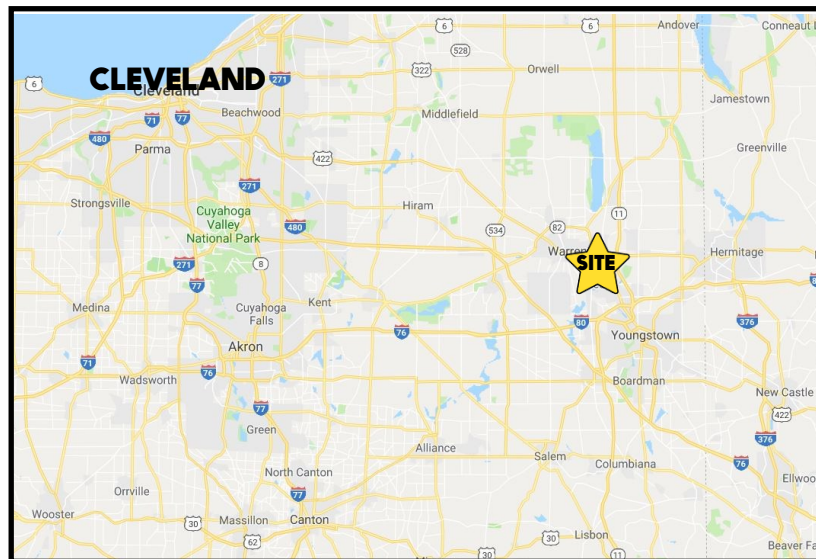 6
Andover
Conneaut L
6
6
528
Orwell
322
CLEVELAND
271
Cleveland
6
Jamestown
Beachwood
Middlefield
71
77
480
Parma
422
Greenville
271
Strongsville
Hiram
Cuyahoga
Valley
National Park
11
480
534
82
Warren
Hermitage
SITE
271
8
77
Medina
Cuyahoga
Falls
Kent
80
376
76
Youngstown
Akron
71
76
Wadsworth
Boardman
New Castle
77
422
Green
376
Alliance
Salem
Columbiana
76
North Canton
Ellwoo
Orrville
77
Wooster
30
Massillon
Canton
Lisbon
62
30
30
11
Beaver Fa